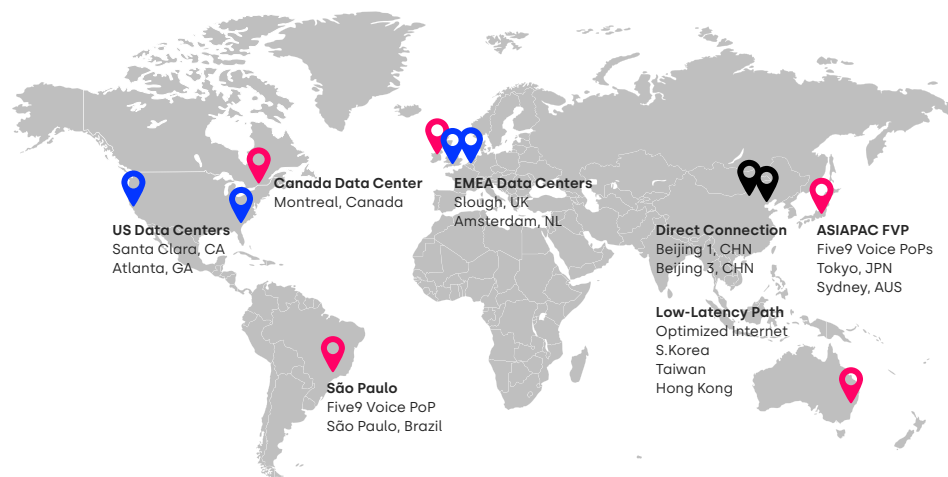 Canada Data Center
Montreal, Canada
EMEA Data Centers
Slough, UK
Amsterdam, NL
US Data Centers
Santa Clara, CA
Atlanta, GA
Direct Connection
Beijing 1, CHN
Beijing 3, CHN
ASIAPAC FVP
Five9 Voice PoPs
Tokyo, JPN
Sydney, AUS
Low-Latency Path
Optimized Internet
S.Korea
Taiwan
Hong Kong
São Paulo
Five9 Voice PoP
São Paulo, Brazil